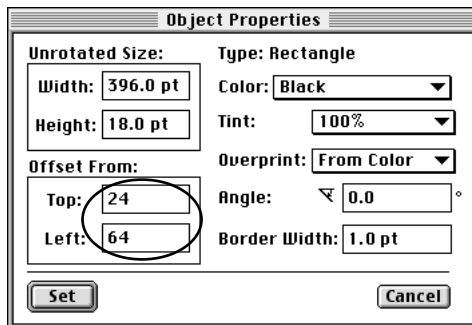 Object Properties
Unrotated Size:
Width: 396.0 pt
Height: 18.0 pt
Offset From:
Top: 24
Left: 64
Type: Rectangle
Color: Black
Tint: 100%
Overprint: From Color
Angle: 0.0 °
Border Width: 1.0 pt
Set
Cancel